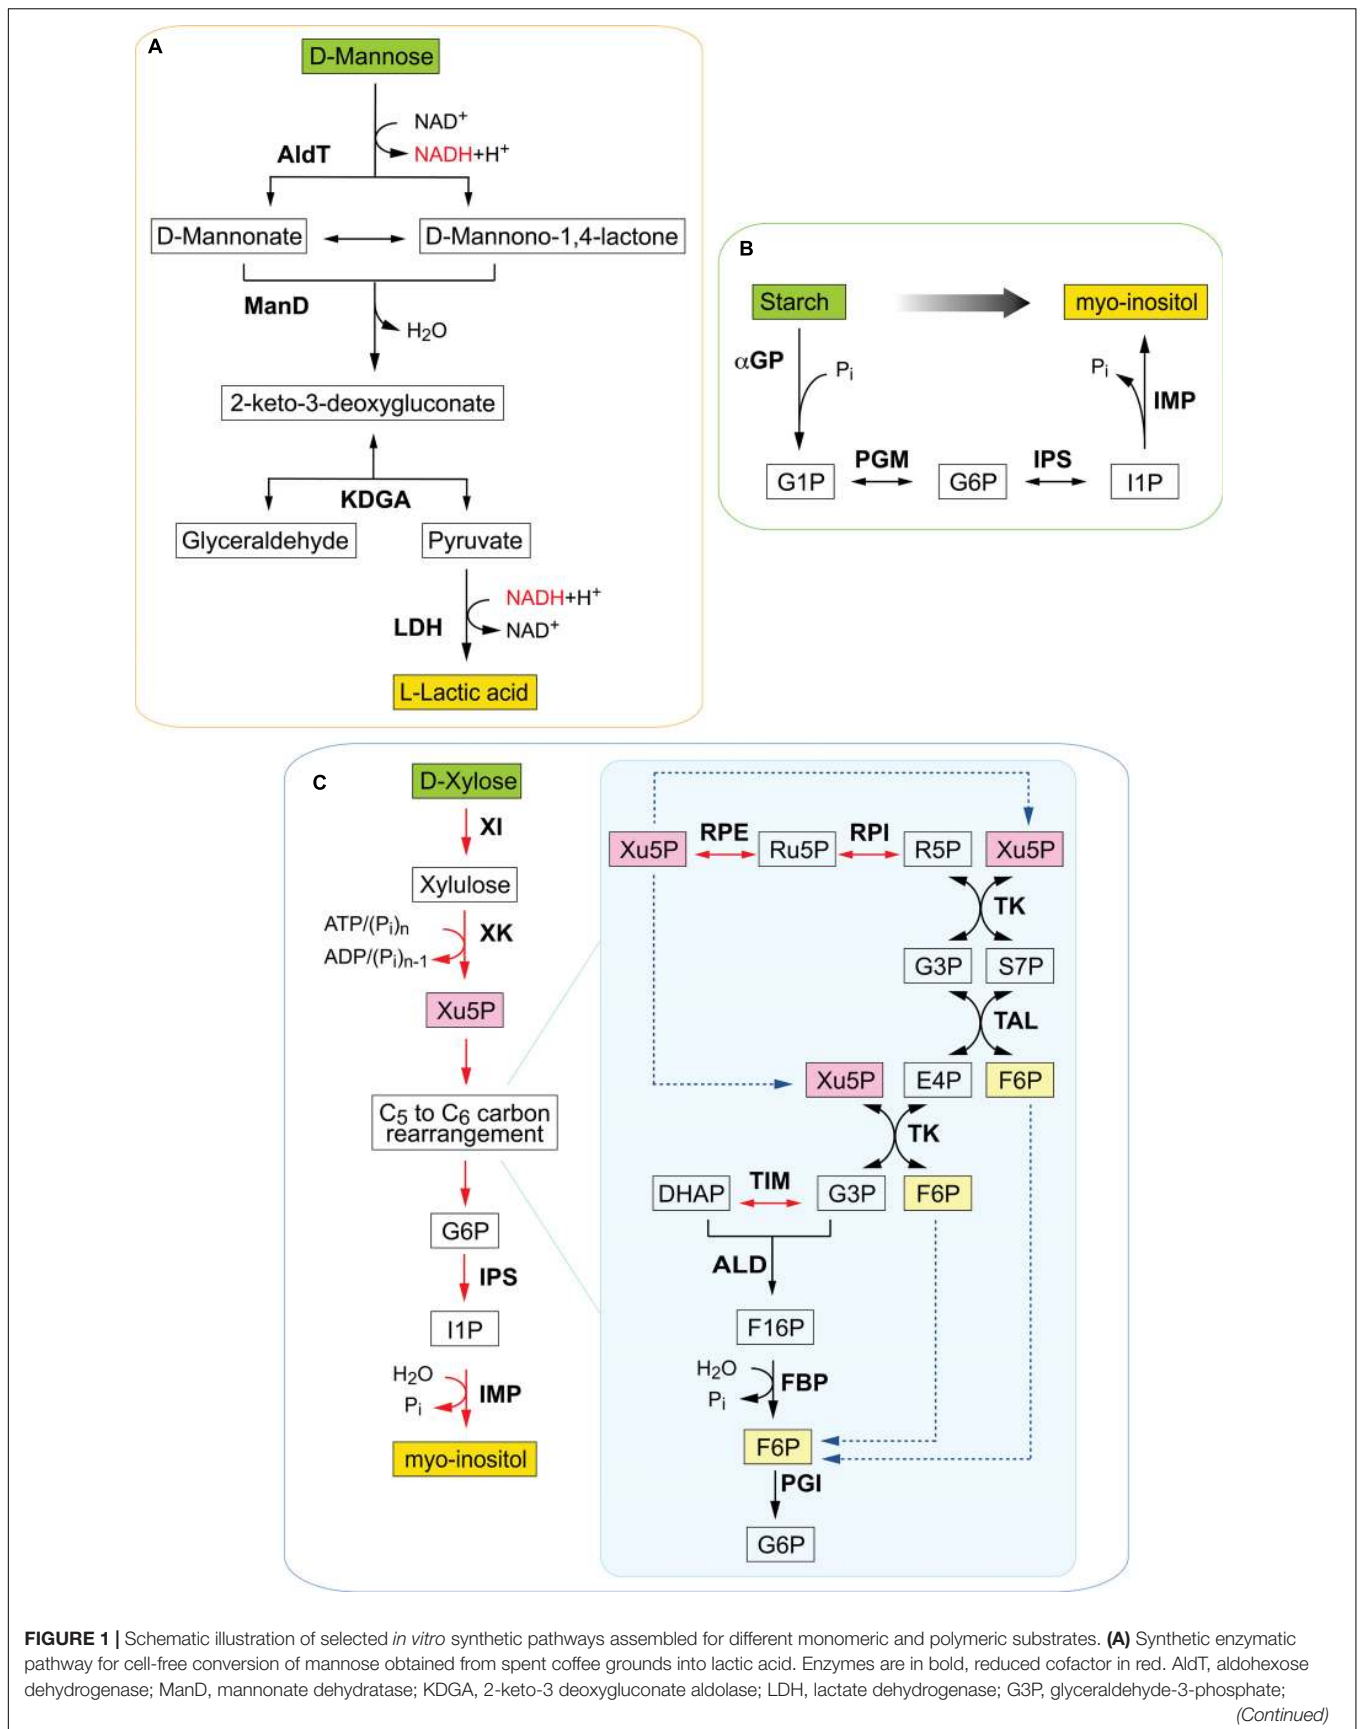 A
D-Mannose
NAD+
NADH+H+
AldT
D-Mannonate
D-Mannono-1,4-lactone
ManD
H2O
2-keto-3-deoxygluconate
KDGA
Glyceraldehyde
Pyruvate
NADH+H+
LDH
NAD+
L-Lactic acid
B
Starch
myo-inositol
αGP
Pi
Pi
IMP
PGM
IPS
G1P
G6P
I1P
C
D-Xylose
XI
Xylulose
ATP/(Pi)n
XK
ADP/(Pi)n-1
Xu5P
C5 to C6 carbon
rearrangement
G6P
IPS
I1P
H2O
IMP
Pi
myo-inositol
RPE
RPI
Xu5P
Ru5P
R5P
Xu5P
TK
G3P
S7P
TAL
Xu5P
E4P
F6P
TK
DHAP
TIM
G3P
F6P
ALD
F16P
H2O
FBP
Pi
F6P
PGI
G6P
FIGURE 1 | Schematic illustration of selected in vitro synthetic pathways assembled for different monomeric and polymeric substrates. (A) Synthetic enzymatic
pathway for cell-free conversion of mannose obtained from spent coffee grounds into lactic acid. Enzymes are in bold, reduced cofactor in red. AldT, aldohexose
dehydrogenase; ManD, mannonate dehydratase; KDGA, 2-keto-3 deoxygluconate aldolase; LDH, lactate dehydrogenase; G3P, glyceraldehyde-3-phosphate;
(Continued)